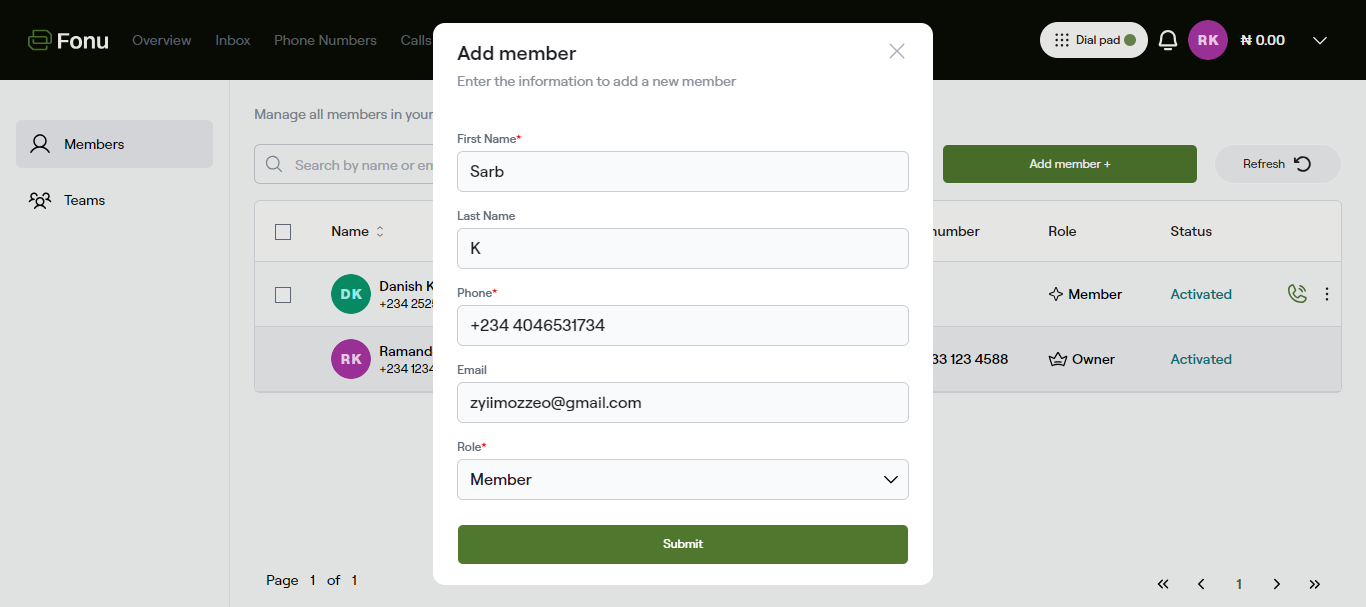 Fonu Overview Inbox Phone Numbers Calls
Dial pad RK ₦ 0.00
Members
Teams
Manage all members in your
Search by name or em
Add member +
Refresh
Name
number
Role
Status
DK Danish K
+234 252
Member
Activated
RK Ramand
+234 1234
33 123 4588
Owner
Activated
Page 1 of 1
1
Add member
Enter the information to add a new member
First Name*
Sarb
Last Name
K
Phone*
+234 4046531734
Email
zyiimozzeo@gmail.com
Role*
Member
Submit